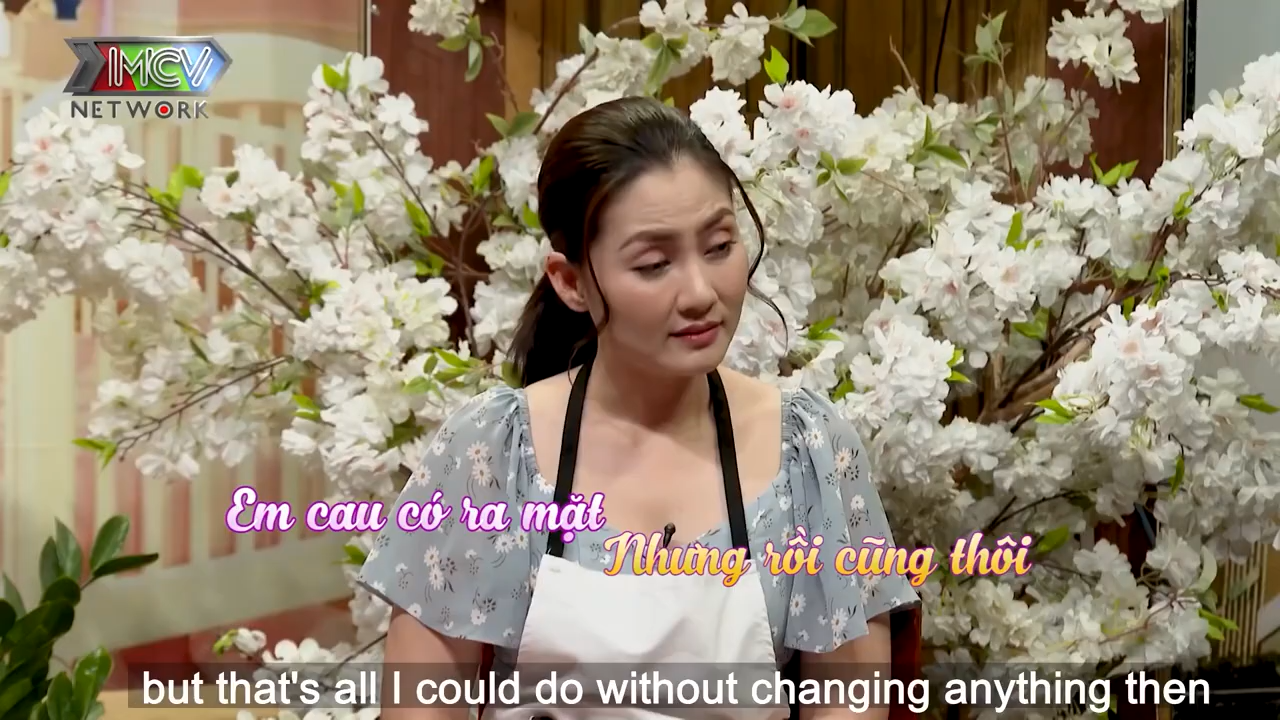 MCV
NETWORK
Em cau có ra mặt
Nhưng rồi cũng thôi
but that's all I could do without changing anything then